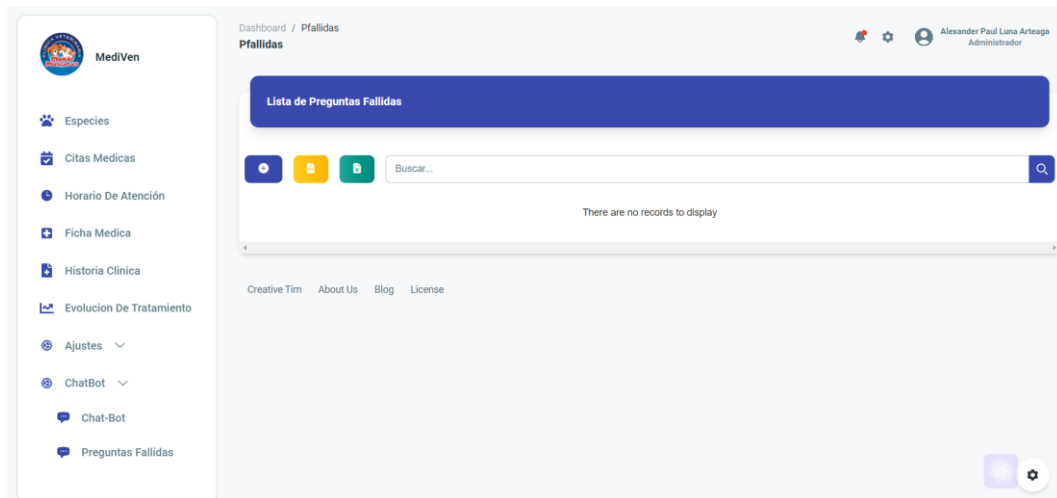 Dashboard / Pfallidas
Pfallidas
Alexander Paul Luna Arteaga
Administrador
MediVen
Especies
Citas Medicas
Horario De Atención
Ficha Medica
Historia Clinica
Evolucion De Tratamiento
Ajustes
ChatBot
Chat-Bot
Preguntas Fallidas
Lista de Preguntas Fallidas
Buscar...
There are no records to display
Creative Tim About Us Blog License